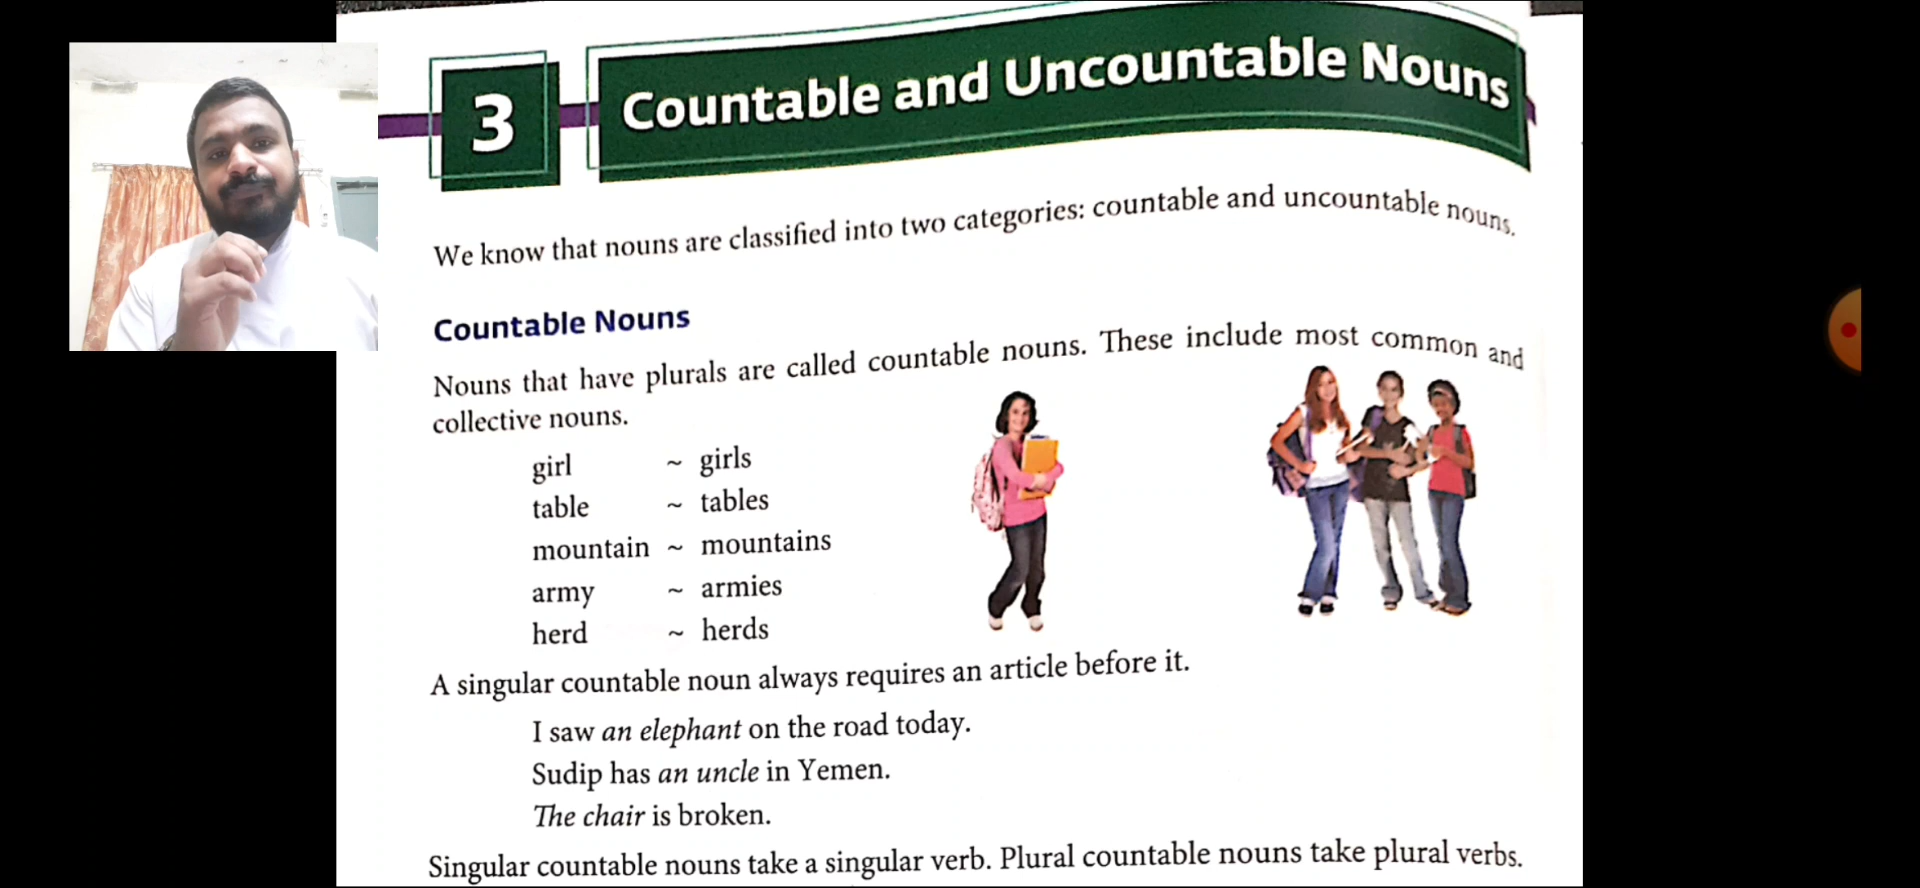 3
Countable and Uncountable Nouns
We know that nouns are classified into two categories: countable and uncountable nouns.
Countable Nouns
Nouns that have plurals are called countable nouns. These include most common and
collective nouns.
girl ~ girls
table ~ tables
mountain ~ mountains
army ~ armies
herd ~ herds
A singular countable noun always requires an article before it.
I saw an elephant on the road today.
Sudip has an uncle in Yemen.
The chair is broken.
Singular countable nouns take a singular verb. Plural countable nouns take plural verbs.